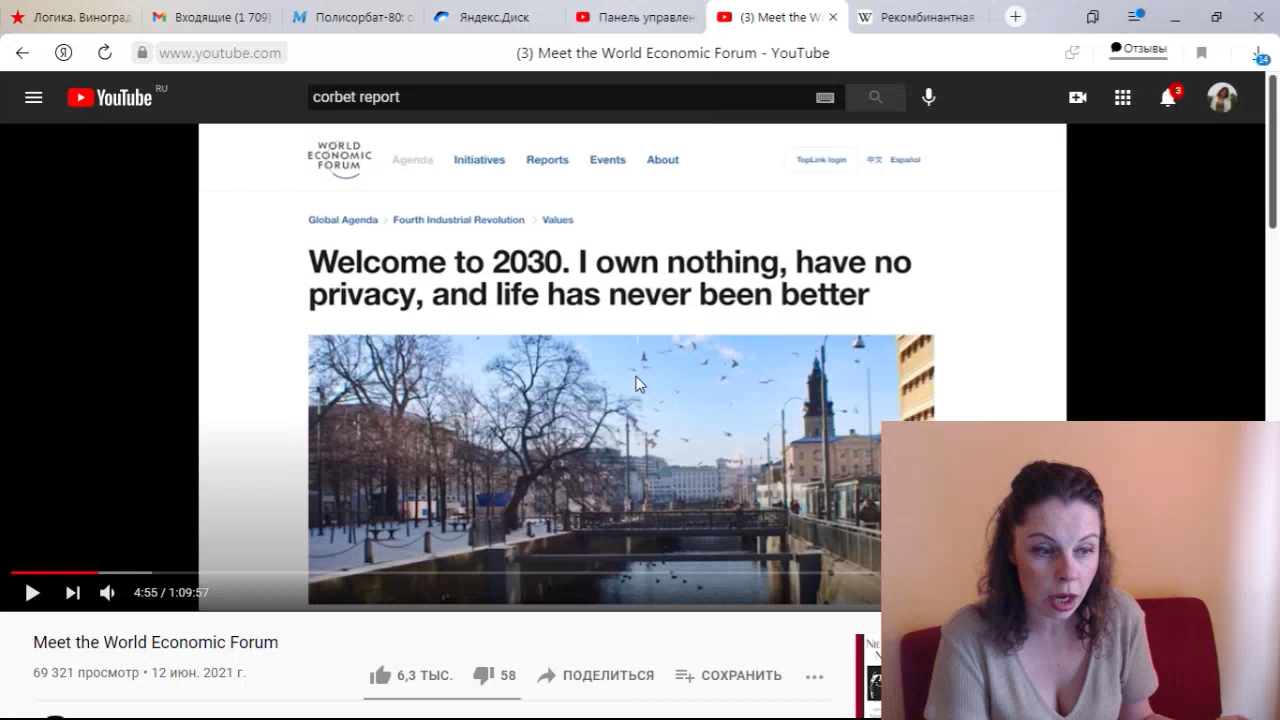 Логика. Виноград
Входящие (1 709)
Полисорбат-80: с
Яндекс.Диск
Панель управлен
(3) Meet the W
Рекомбинантная
www.youtube.com
(3) Meet the World Economic Forum - YouTube
Отзывы
14
YouTube RU
corbet report
3
WORLD
ECONOMIC
FORUM
Agenda
Initiatives
Reports
Events
About
TopLink login
中文
Español
Global Agenda
Fourth Industrial Revolution
Values
Welcome to 2030. I own nothing, have no
privacy, and life has never been better
4:55 / 1:09:57
Meet the World Economic Forum
69 321 просмотр • 12 июн. 2021 г.
6,3 ТЫС.
58
ПОДЕЛИТЬСЯ
СОХРАНИТЬ